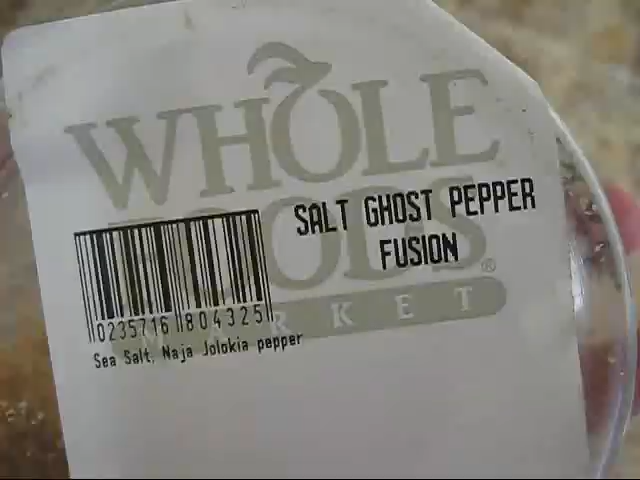 WHOLE
FOODS
MARKET
SALT GHOST PEPPER
FUSION
®
0235716 804325
Sea Salt, Naja Jolokia pepper